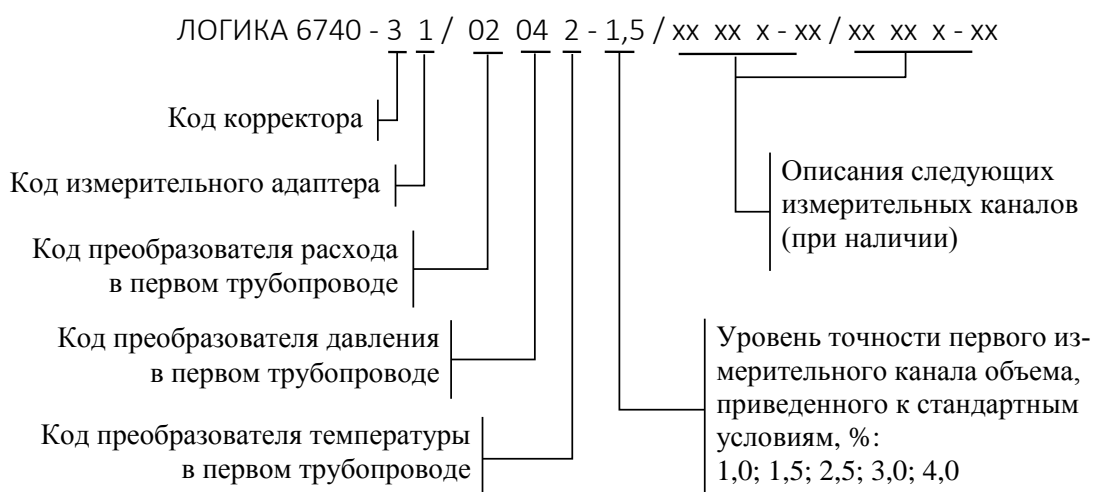 ЛОГИКА 6740 - 3 1 / 02 04 2 - 1,5 / xx xx x - xx / xx xx x - xx
Код корректора
Код измерительного адаптера
Код преобразователя расхода
в первом трубопроводе
Код преобразователя давления
в первом трубопроводе
Код преобразователя температуры
в первом трубопроводе
Описания следующих
измерительных каналов
(при наличии)
Уровень точности первого из-
мерительного канала объема,
приведенного к стандартным
условиям, %:
1,0; 1,5; 2,5; 3,0; 4,0